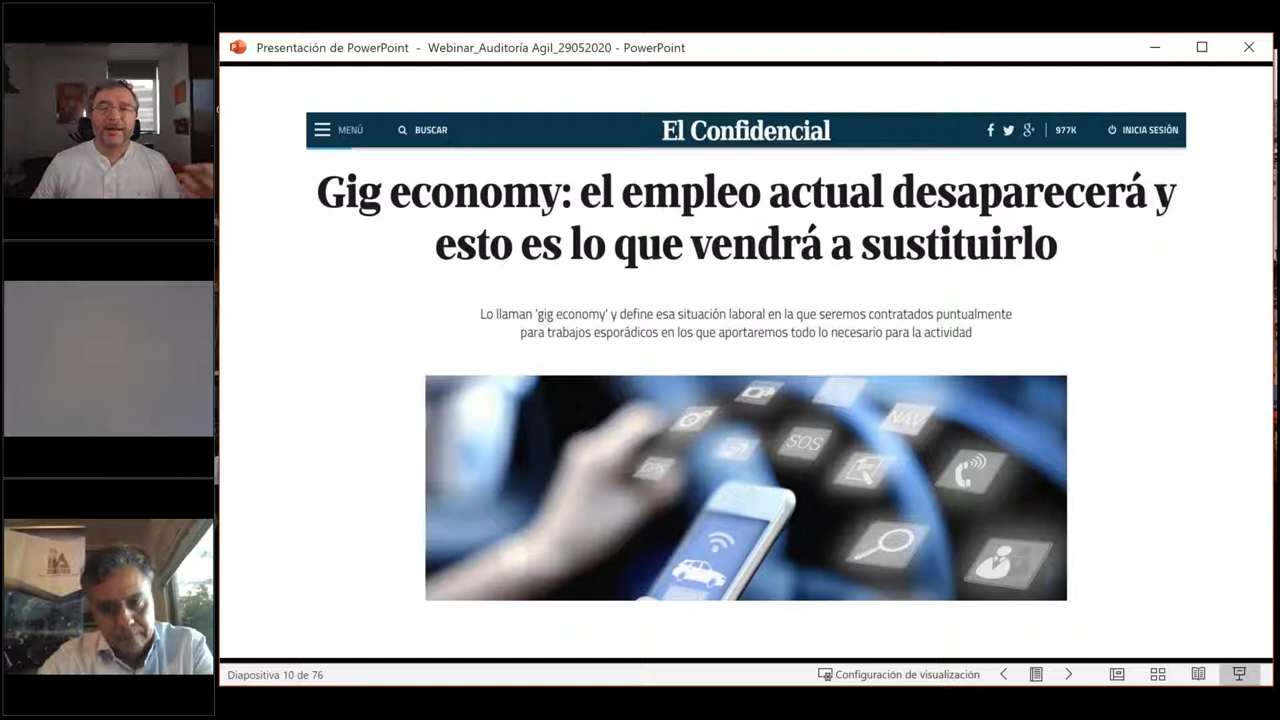 Presentación de PowerPoint - Webinar_Auditoría Agil_29052020 - PowerPoint
MENÚ
BUSCAR
El Confidencial
977K
INICIA SESIÓN
Gig economy: el empleo actual desaparecerá y
esto es lo que vendrá a sustituirlo
Lo llaman 'gig economy' y define esa situación laboral en la que seremos contratados puntualmente
para trabajos esporádicos en los que aportaremos todo lo necesario para la actividad
NAV
SOS
Diapositiva 10 de 76
Configuración de visualización